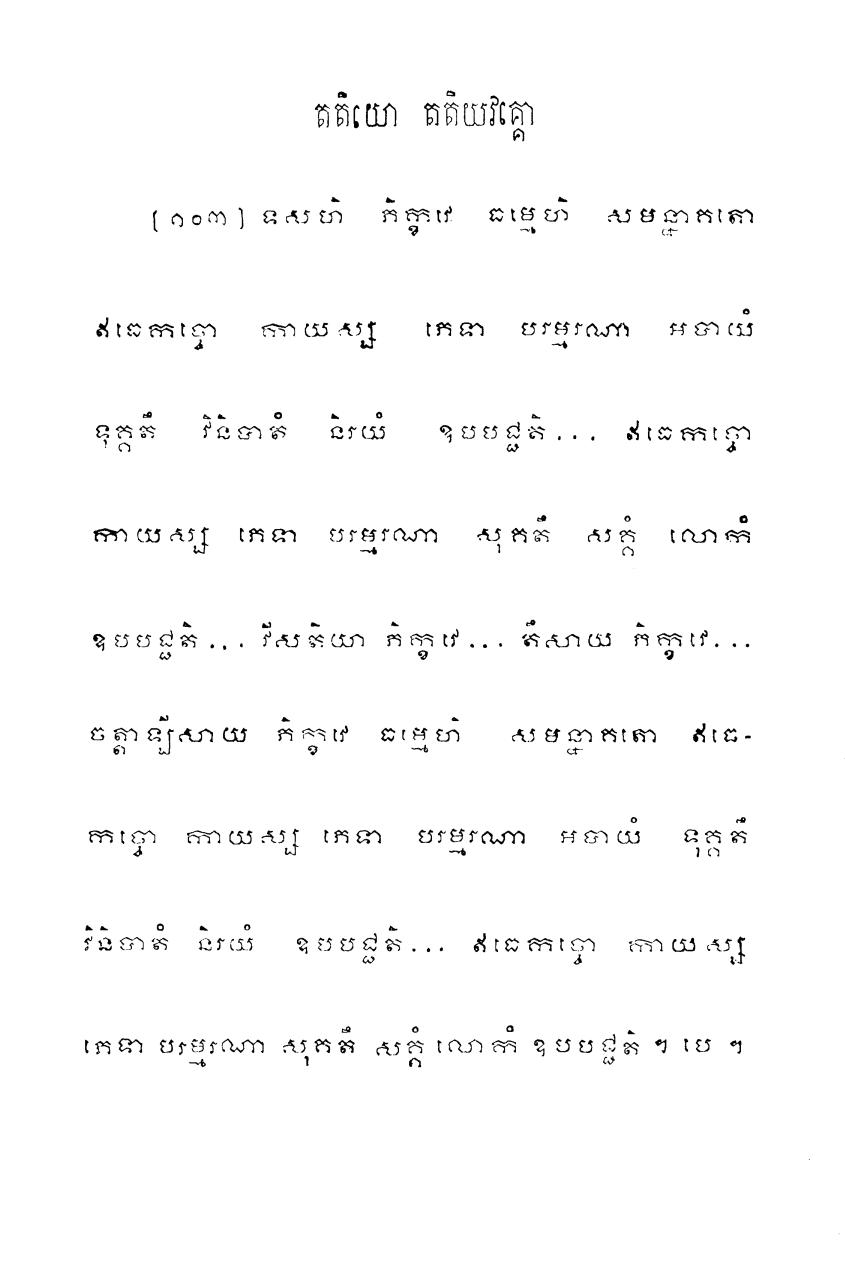 តតិយោ តតិយវគ្គោ
[១០៣] ទសហិ ភិក្ខវេ ធម្មេហិ សមន្នាគតោ
ឥធេកច្ចោ កាយស្ស ភេទា បរម្មរណា អបាយំ
ទុគ្គតឹ វិនិបាតំ និរយំ ឧបបជ្ជតិ... ឥធេកច្ចោ
កាយស្ស ភេទា បរម្មរណា សុគតឹ សគ្គំ លោកំ
ឧបបជ្ជតិ... វីសតិយា ភិក្ខវេ... តឹសាយ ភិក្ខវេ...
ចត្តាឡីសាយ ភិក្ខវេ ធម្មេហិ សមន្នាគតោ ឥធេ-
កច្ចោ កាយស្ស ភេទា បរម្មរណា អបាយំ ទុគ្គតឹ
វិនិបាតំ និរយំ ឧបបជ្ជតិ... ឥធេកច្ចោ កាយស្ស
ភេទា បរម្មរណា សុគតឹ សគ្គំ លោកំ ឧបបជ្ជតិ ។ បេ ។